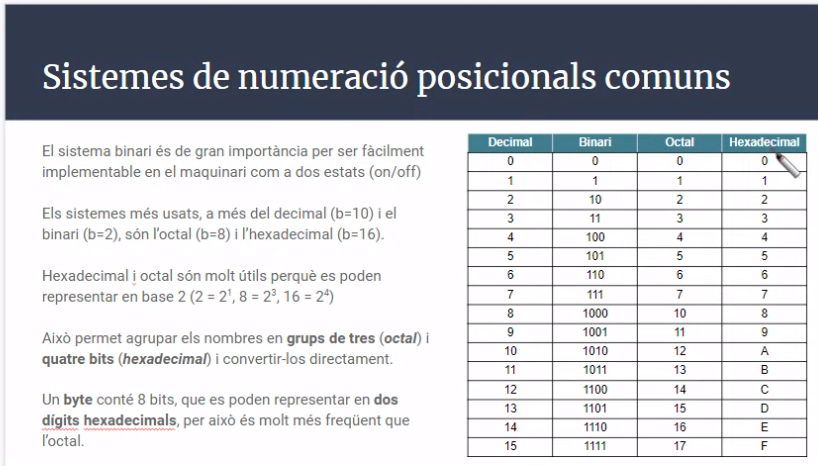 Sistemes de numeració posicionals comuns
El sistema binari és de gran importància per ser fàcilment
implementable en el maquinari com a dos estats (on/off)
Els sistemes més usats, a més del decimal (b=10) i el
binari (b=2), són l'octal (b=8) i l'hexadecimal (b=16).
Hexadecimal i octal són molt útils perquè es poden
representar en base 2 (2 = 2¹, 8 = 2³, 16 = 2⁴)
Això permet agrupar els nombres en grups de tres (octal) i
quatre bits (hexadecimal) i convertir-los directament.
Un byte conté 8 bits, que es poden representar en dos
dígits hexadecimals, per això és molt més freqüent que
l'octal.
Decimal Binari Octal Hexadecimal
0 0 0 0
1 1 1 1
2 10 2 2
3 11 3 3
4 100 4 4
5 101 5 5
6 110 6 6
7 111 7 7
8 1000 10 8
9 1001 11 9
10 1010 12 A
11 1011 13 B
12 1100 14 C
13 1101 15 D
14 1110 16 E
15 1111 17 F